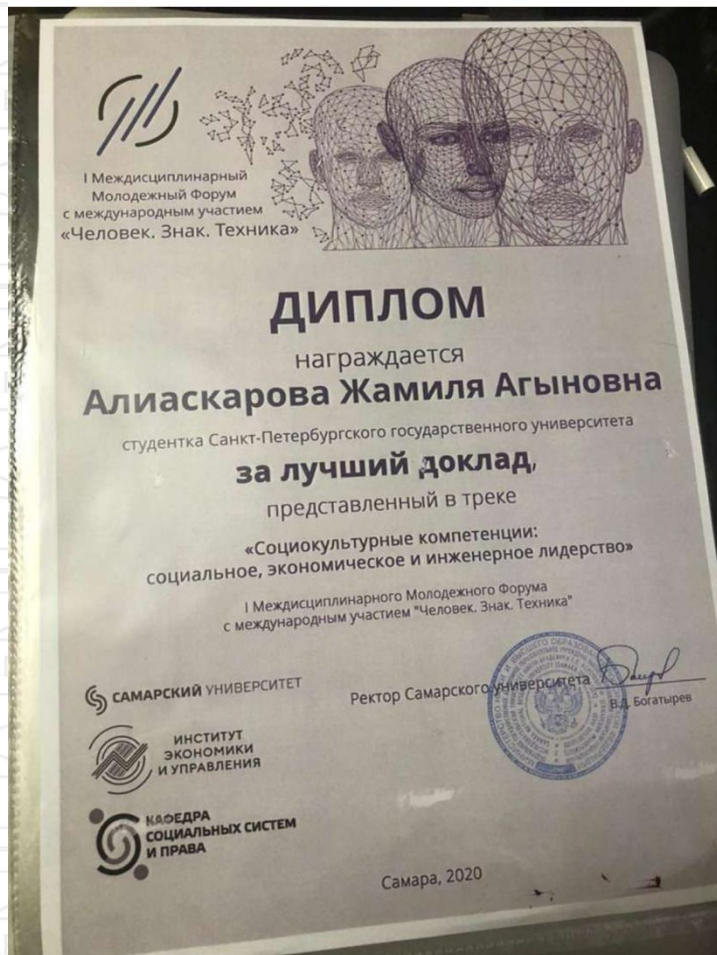 I Междисциплинарный
Молодежный Форум
с международным участием
«Человек. Знак. Техника»
ДИПЛОМ
награждается
Алиаскарова Жамиля Агыновна
студентка Санкт-Петербургского государственного университета
за лучший доклад,
представленный в треке
«Социокультурные компетенции:
социальное, экономическое и инженерное лидерство»
I Междисциплинарного Молодежного Форума
с международным участием "Человек. Знак. Техника"
САМАРСКИЙ УНИВЕРСИТЕТ
Ректор Самарского университета
В.Д. Богатырев
ИНСТИТУТ
ЭКОНОМИКИ
И УПРАВЛЕНИЯ
КАФЕДРА
СОЦИАЛЬНЫХ СИСТЕМ
И ПРАВА
Самара, 2020